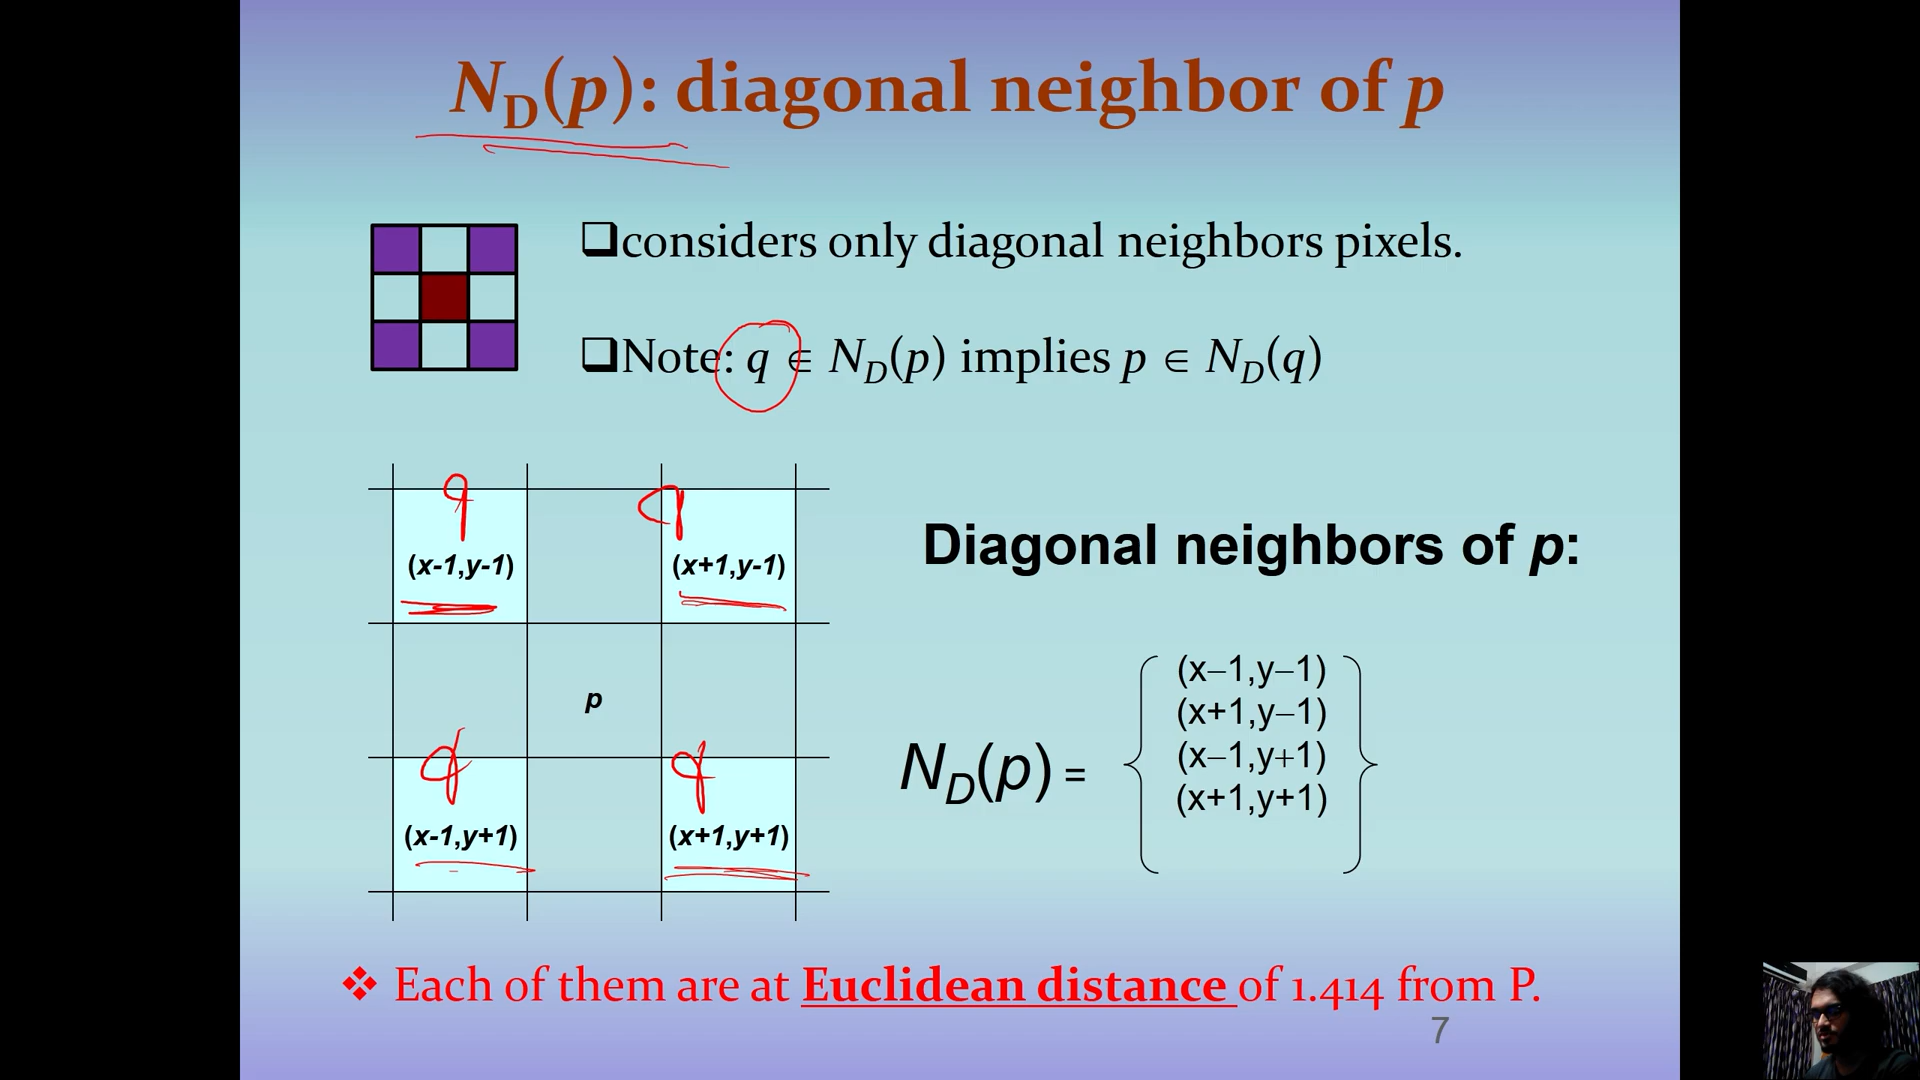 N_D(p): diagonal neighbor of p
❑considers only diagonal neighbors pixels.
❑Note: q ∈ N_D(p) implies p ∈ N_D(q)
q q
(x-1,y-1) (x+1,y-1)
p
q q
(x-1,y+1) (x+1,y+1)
Diagonal neighbors of p:
N_D(p) =
(x−1,y−1)
(x+1,y−1)
(x−1,y+1)
(x+1,y+1)
❖ Each of them are at Euclidean distance of 1.414 from P.
7